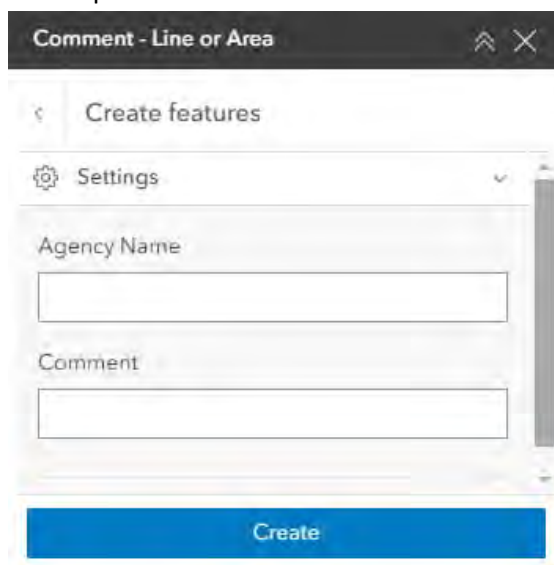 Comment - Line or Area
Create features
Settings
Agency Name
Comment
Create